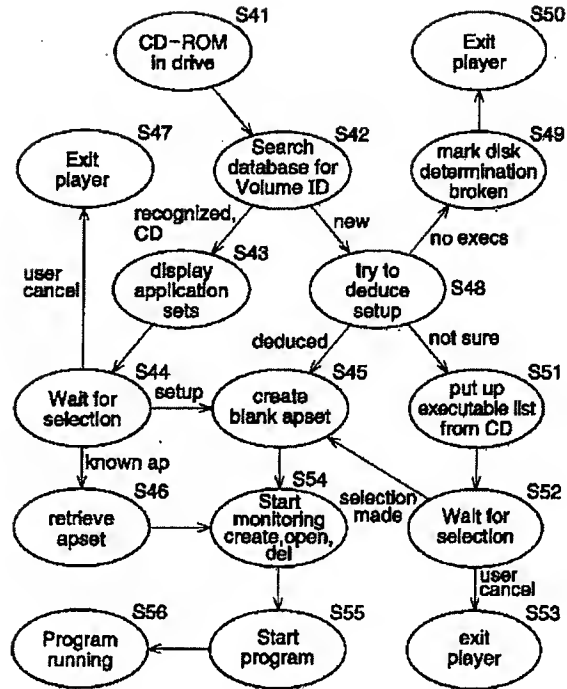 S41
CD-ROM
in drive
S50
Exit
player
S47
Exit
player
S42
Search
database for
Volume ID
S49
mark disk
determination
broken
recognized,
CD
new
no execs
S43
display
application
sets
user
cancel
try to
deduce
setup
S48
deduced
not sure
S44
Wait for
selection
setup
S45
create
blank apset
S51
put up
executable list
from CD
known ap
S46
retrieve
apset
S54
Start
monitoring
create,open,
del
selection
made
S52
Wait for
selection
user
cancel
S56
Program
running
S55
Start
program
S53
exit
player